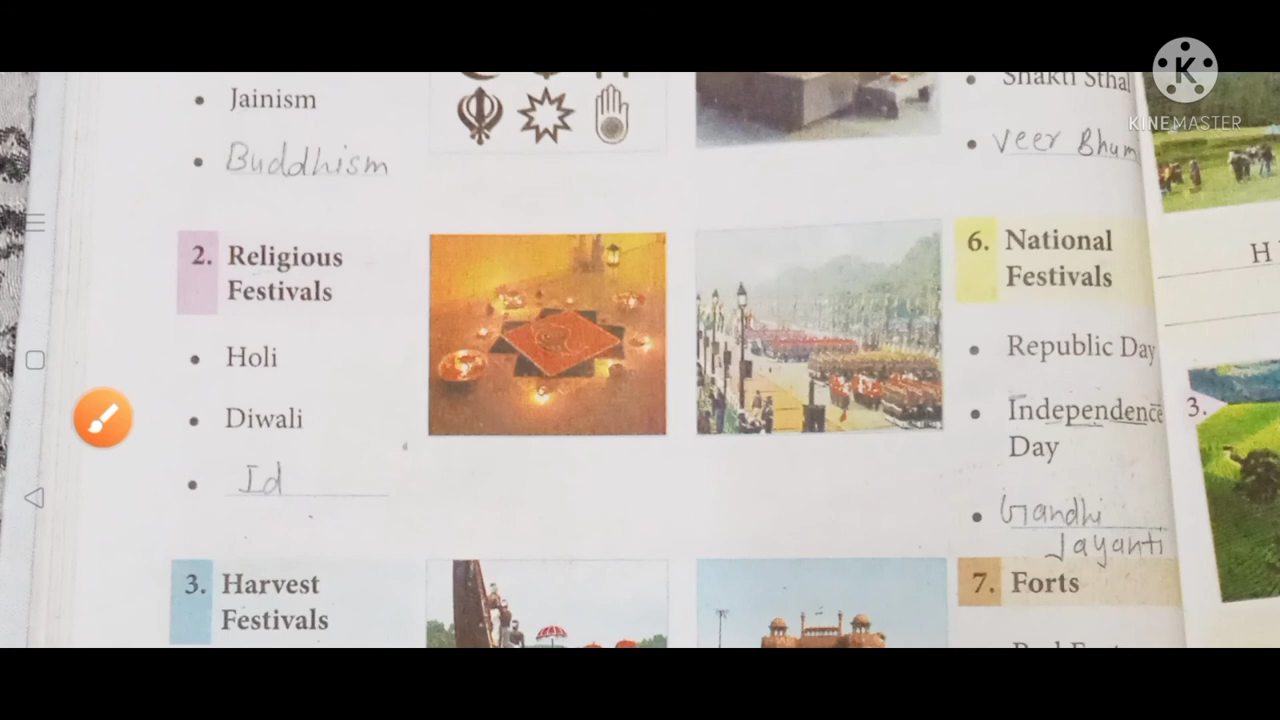 Jainism
Buddhism
2. Religious
Festivals
Holi
Diwali
Id
3. Harvest
Festivals
Shakti Sthal
Veer Bhum
6. National
Festivals
Republic Day
Independence
Day
Gandhi
Jayanti
7. Forts
H
3.
K
KINEMASTER